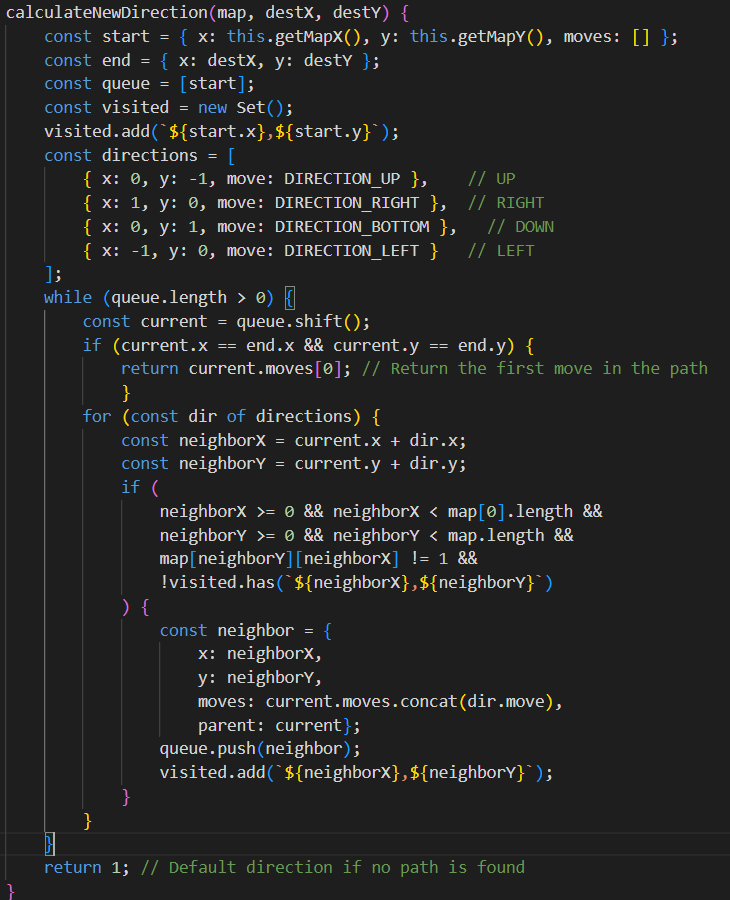 calculateNewDirection(map, destX, destY) {
    const start = { x: this.getMapX(), y: this.getMapY(), moves: [] };
    const end = { x: destX, y: destY };
    const queue = [start];
    const visited = new Set();
    visited.add(`${start.x},${start.y}`);
    const directions = [
        { x: 0, y: -1, move: DIRECTION_UP },    // UP
        { x: 1, y: 0, move: DIRECTION_RIGHT },  // RIGHT
        { x: 0, y: 1, move: DIRECTION_BOTTOM },   // DOWN
        { x: -1, y: 0, move: DIRECTION_LEFT }   // LEFT
    ];
    while (queue.length > 0) {
        const current = queue.shift();
        if (current.x == end.x && current.y == end.y) {
            return current.moves[0]; // Return the first move in the path
            }
        for (const dir of directions) {
            const neighborX = current.x + dir.x;
            const neighborY = current.y + dir.y;
            if (
                neighborX >= 0 && neighborX < map[0].length &&
                neighborY >= 0 && neighborY < map.length &&
                map[neighborY][neighborX] != 1 &&
                !visited.has(`${neighborX},${neighborY}`)
            ) {
                const neighbor = {
                    x: neighborX,
                    y: neighborY,
                    moves: current.moves.concat(dir.move),
                    parent: current};
                queue.push(neighbor);
                visited.add(`${neighborX},${neighborY}`);
            }
        }
    }
    return 1; // Default direction if no path is found
}